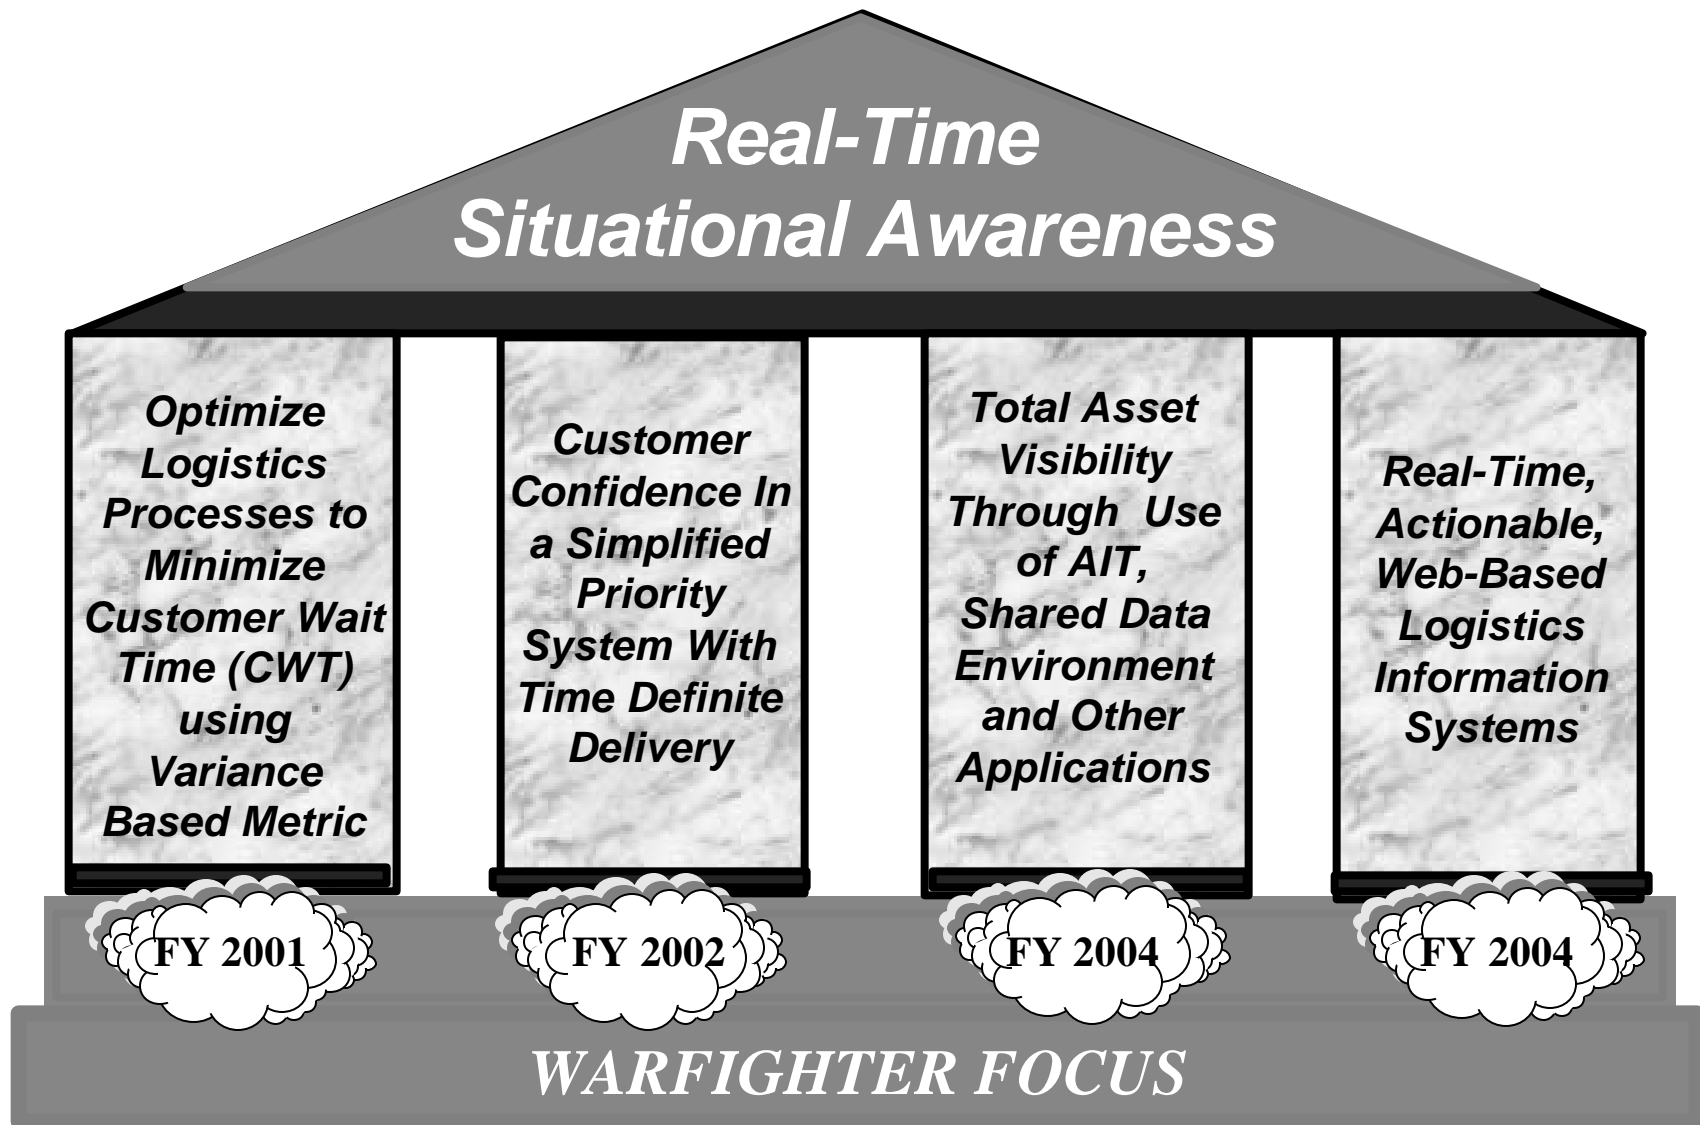 Real-Time
Situational Awareness
Optimize
Logistics
Processes to
Minimize
Customer Wait
Time (CWT)
using
Variance
Based Metric
Customer
Confidence In
a Simplified
Priority
System With
Time Definite
Delivery
Total Asset
Visibility
Through Use
of AIT,
Shared Data
Environment
and Other
Applications
Real-Time,
Actionable,
Web-Based
Logistics
Information
Systems
FY 2001
FY 2002
FY 2004
FY 2004
WARFIGHTER FOCUS